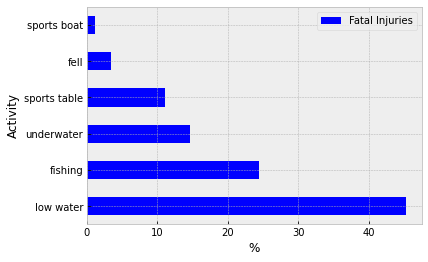 Fatal Injuries
sports boat
fell
sports table
underwater
fishing
low water
Activity
0 10 20 30 40
%